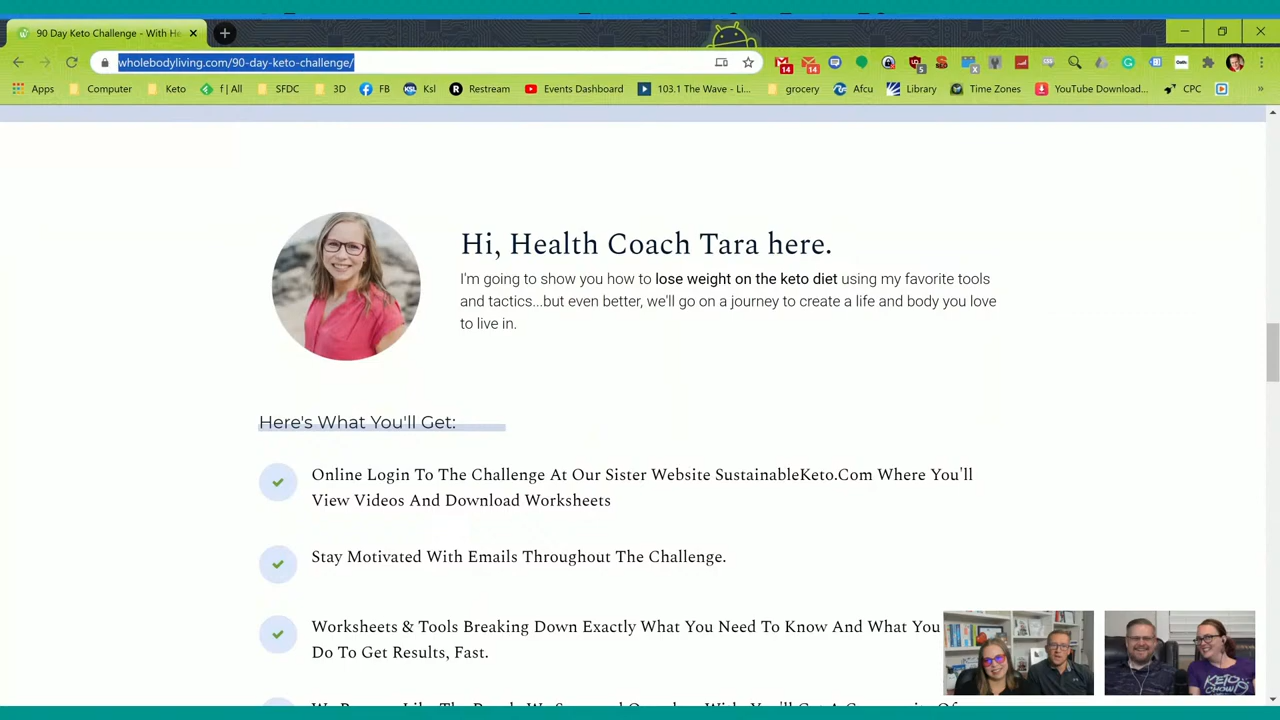 90 Day Keto Challenge - With He
wholebodyliving.com/90-day-keto-challenge/
14
14
5
Apps Computer Keto f | All SFDC 3D FB Ksl Restream Events Dashboard 103.1 The Wave - Li... grocery Afcu Library Time Zones YouTube Download... CPC »
Hi, Health Coach Tara here.
I'm going to show you how to lose weight on the keto diet using my favorite tools
and tactics...but even better, we'll go on a journey to create a life and body you love
to live in.
Here's What You'll Get:
Online Login To The Challenge At Our Sister Website SustainableKeto.Com Where You'll
View Videos And Download Worksheets
Stay Motivated With Emails Throughout The Challenge.
Worksheets & Tools Breaking Down Exactly What You Need To Know And What You
Do To Get Results, Fast.
KETO
CHOW